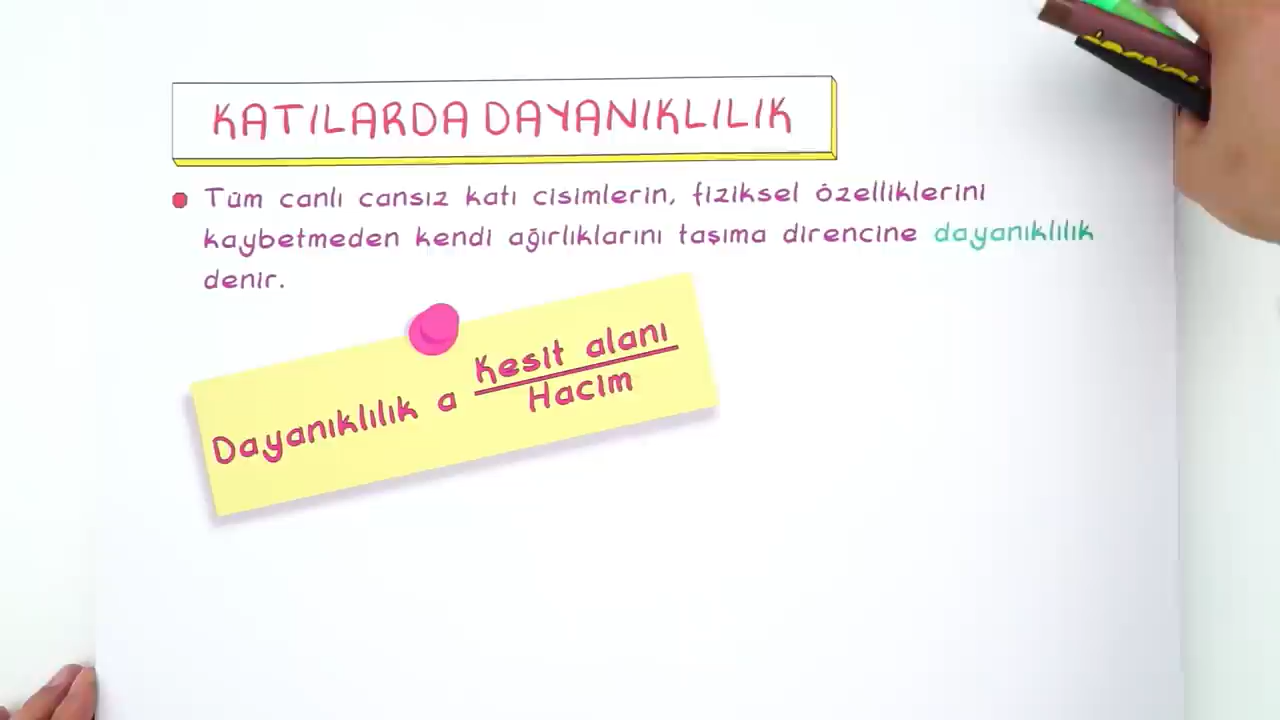 KATILARDA DAYANIKLILIK
Tüm canlı cansız katı cisimlerin, fiziksel özelliklerini
kaybetmeden kendi ağırlıklarını taşıma direncine dayanıklılık
denir.
Dayanıklılık a Kesit alanı
Hacim